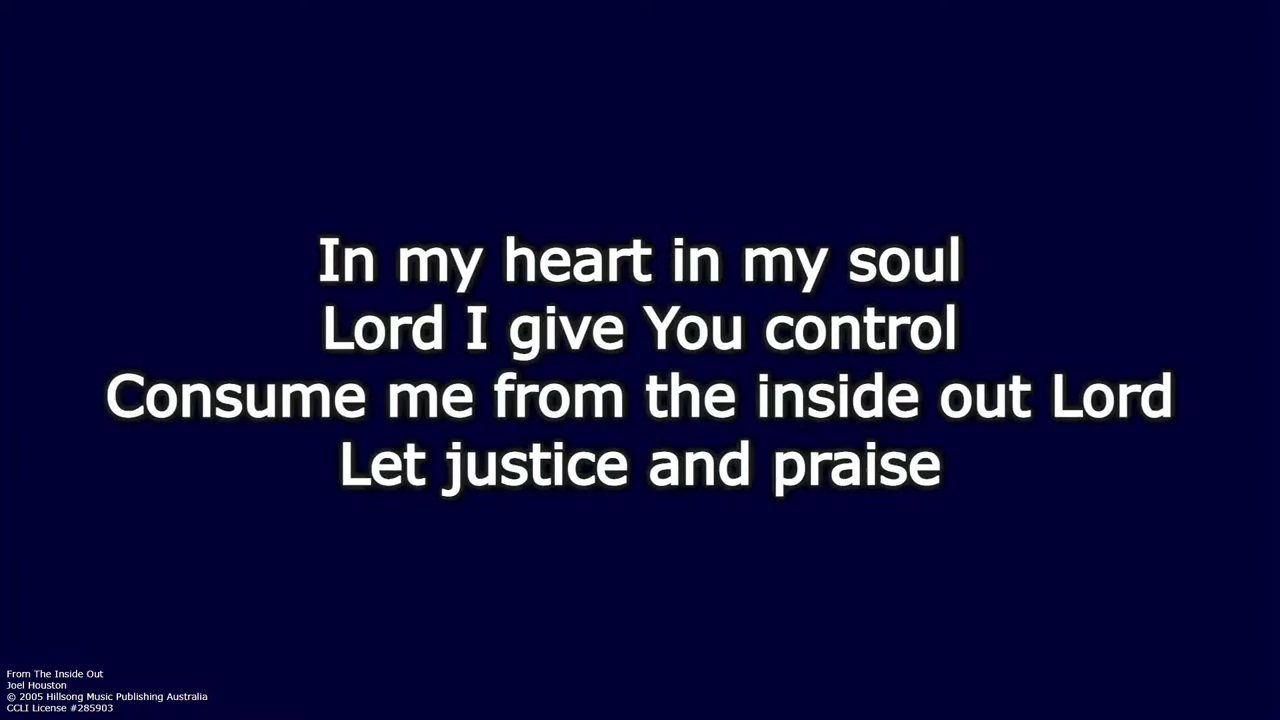 In my heart in my soul
Lord I give You control
Consume me from the inside out Lord
Let justice and praise
From The Inside Out
Joel Houston
© 2005 Hillsong Music Publishing Australia
CCLI License #285903